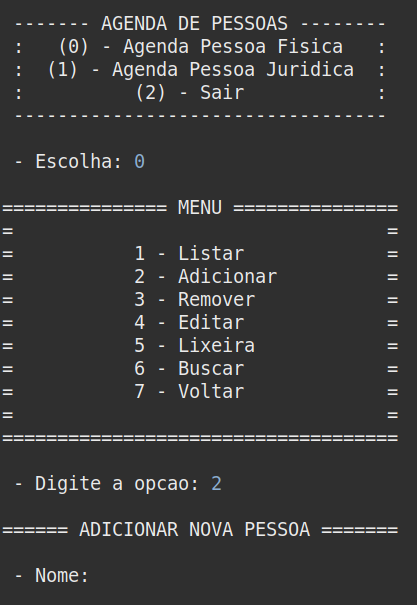 ------- AGENDA DE PESSOAS --------
:   (0) - Agenda Pessoa Fisica   :
:  (1) - Agenda Pessoa Juridica  :
:          (2) - Sair            :
----------------------------------
- Escolha: 0
=============== MENU ===============
=                                  =
=           1 - Listar             =
=           2 - Adicionar          =
=           3 - Remover            =
=           4 - Editar             =
=           5 - Lixeira            =
=           6 - Buscar             =
=           7 - Voltar             =
=                                  =
====================================
- Digite a opcao: 2
====== ADICIONAR NOVA PESSOA =======
- Nome: